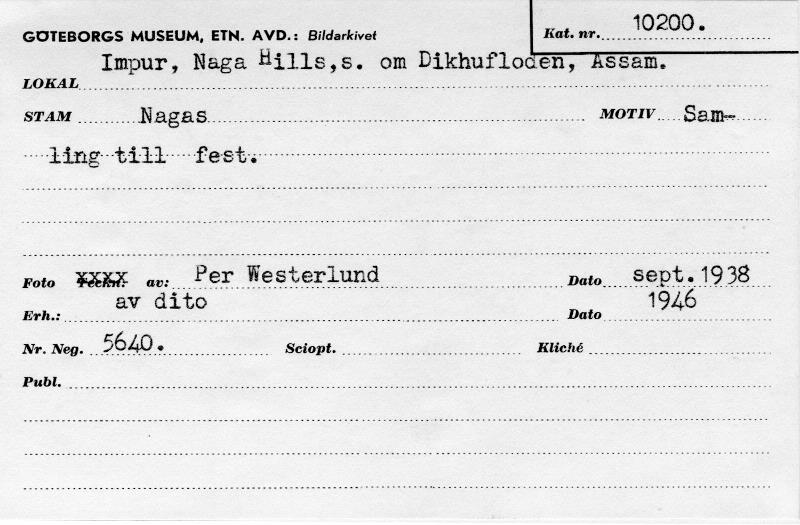 GÖTEBORGS MUSEUM, ETN. AVD.: Bildarkivet
Kat. nr. 10200.
LOKAL Impur, Naga Hills,s. om Dikhufloden, Assam.
STAM Nagas MOTIV Sam-
ling till fest.
Foto Teckn. av: Per Westerlund Dato sept.1938
Erh.: av dito Dato 1946
Nr. Neg. 5640. Sciopt. Kliché
Publ.